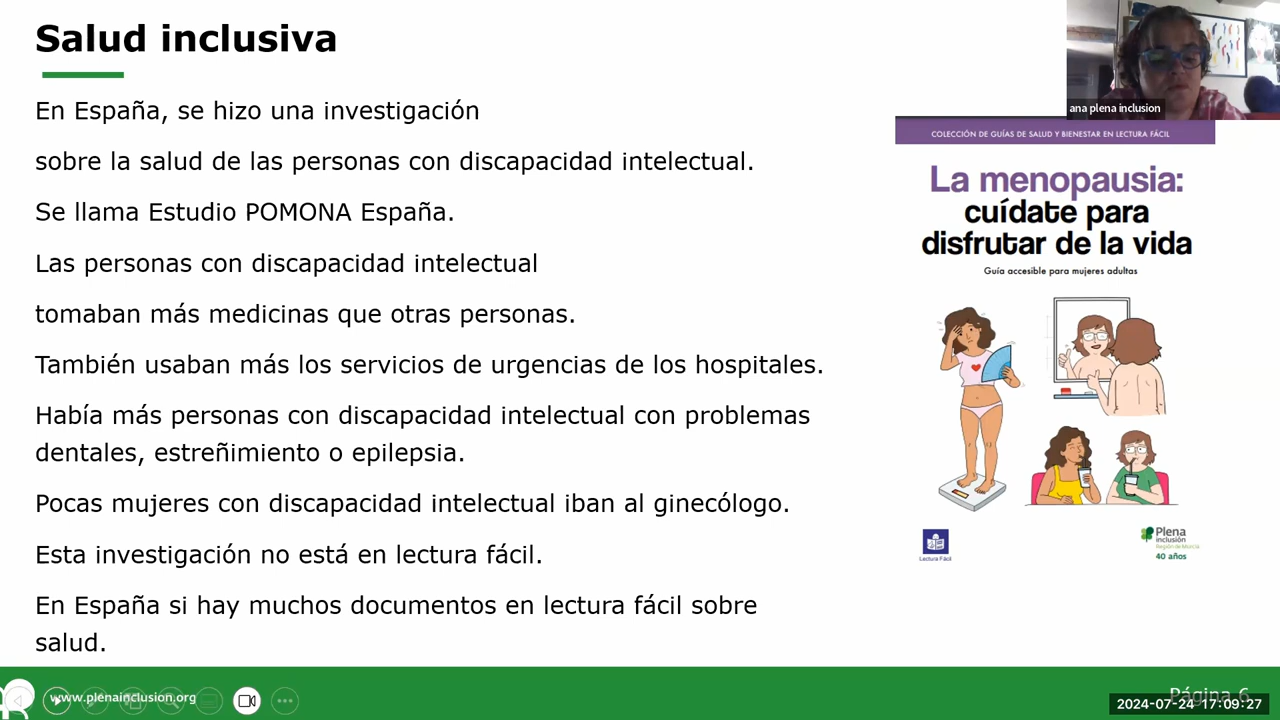 Salud inclusiva
En España, se hizo una investigación
sobre la salud de las personas con discapacidad intelectual.
Se llama Estudio POMONA España.
Las personas con discapacidad intelectual
tomaban más medicinas que otras personas.
También usaban más los servicios de urgencias de los hospitales.
Había más personas con discapacidad intelectual con problemas
dentales, estreñimiento o epilepsia.
Pocas mujeres con discapacidad intelectual iban al ginecólogo.
Esta investigación no está en lectura fácil.
En España si hay muchos documentos en lectura fácil sobre
salud.
ana plena inclusion
COLECCIÓN DE GUÍAS DE SALUD Y BIENESTAR EN LECTURA FÁCIL
La menopausia:
cuídate para
disfrutar de la vida
Guía accesible para mujeres adultas
Lectura Fácil
Plena
inclusión
Región de Murcia
40 años
www.plenainclusion.org
Página 6
2024-07-24 17:09:27